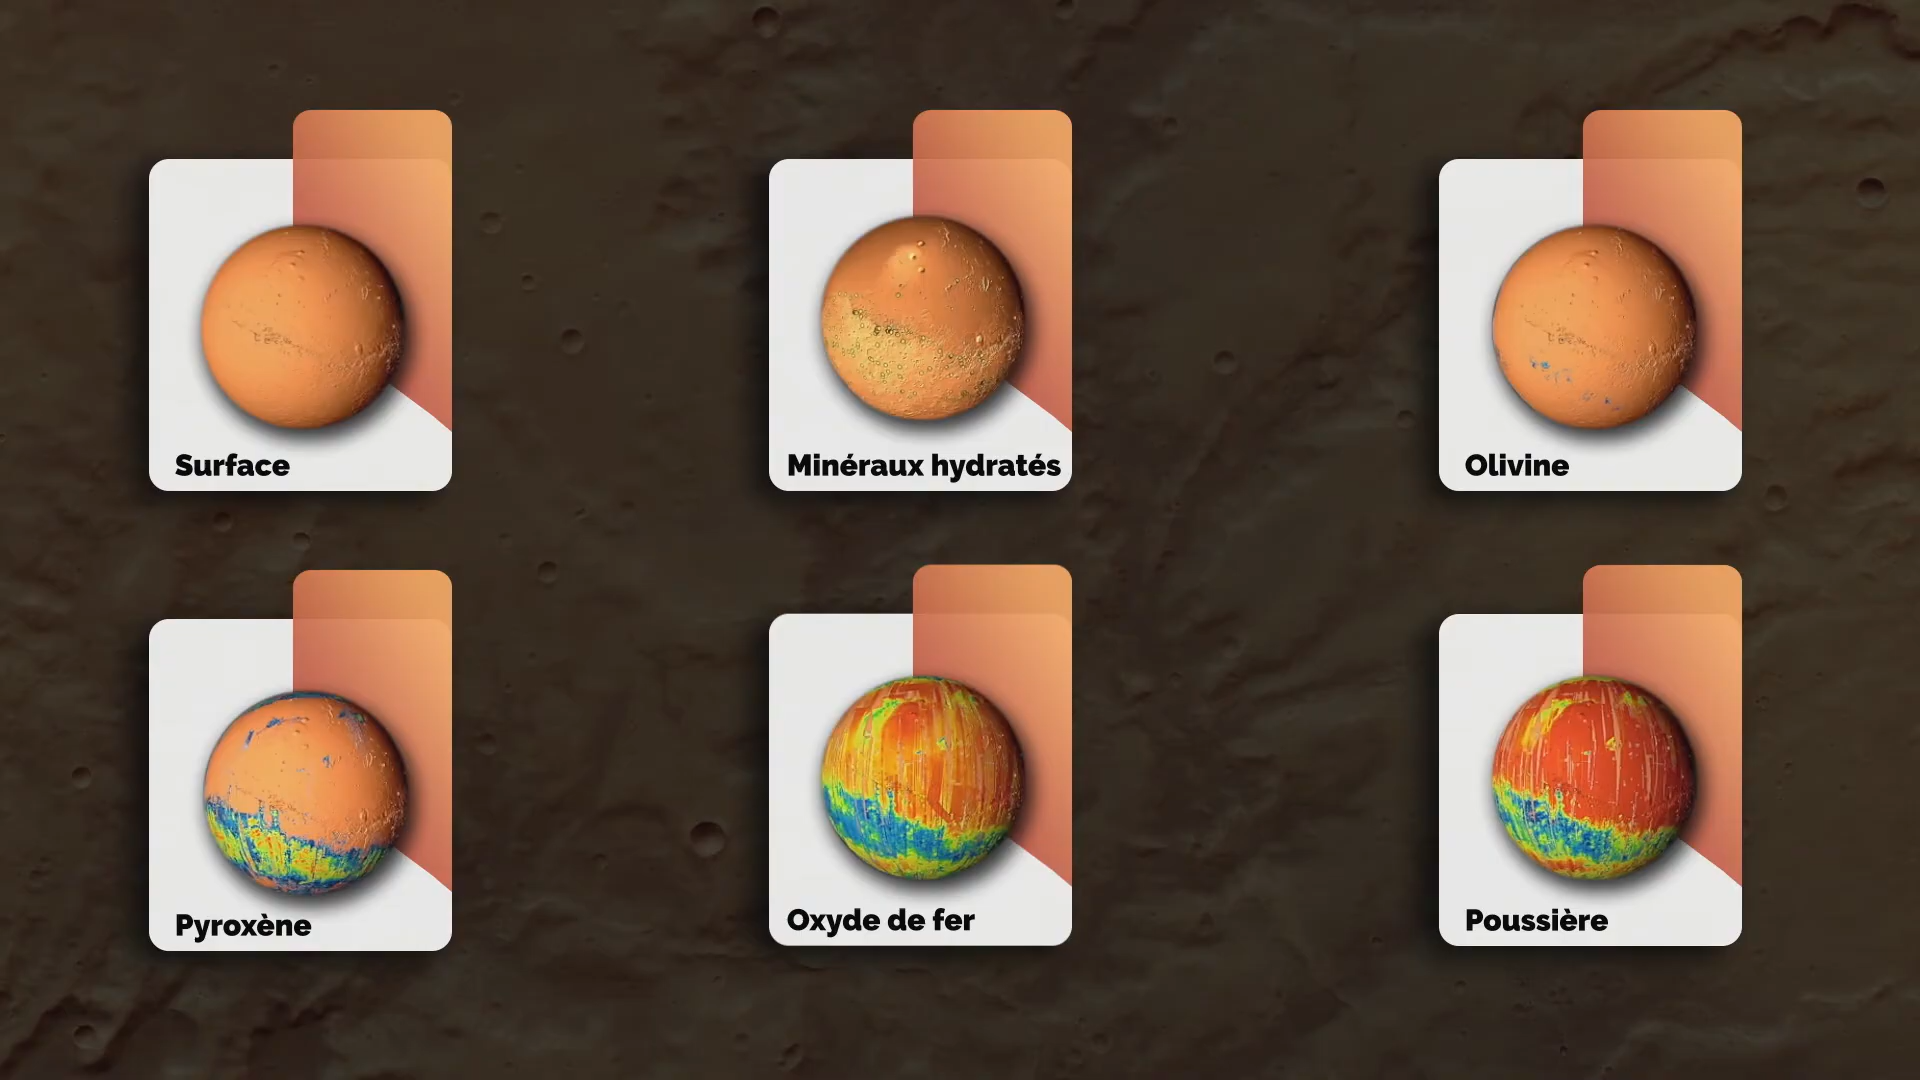 Surface
Minéraux hydratés
Olivine
Pyroxène
Oxyde de fer
Poussière